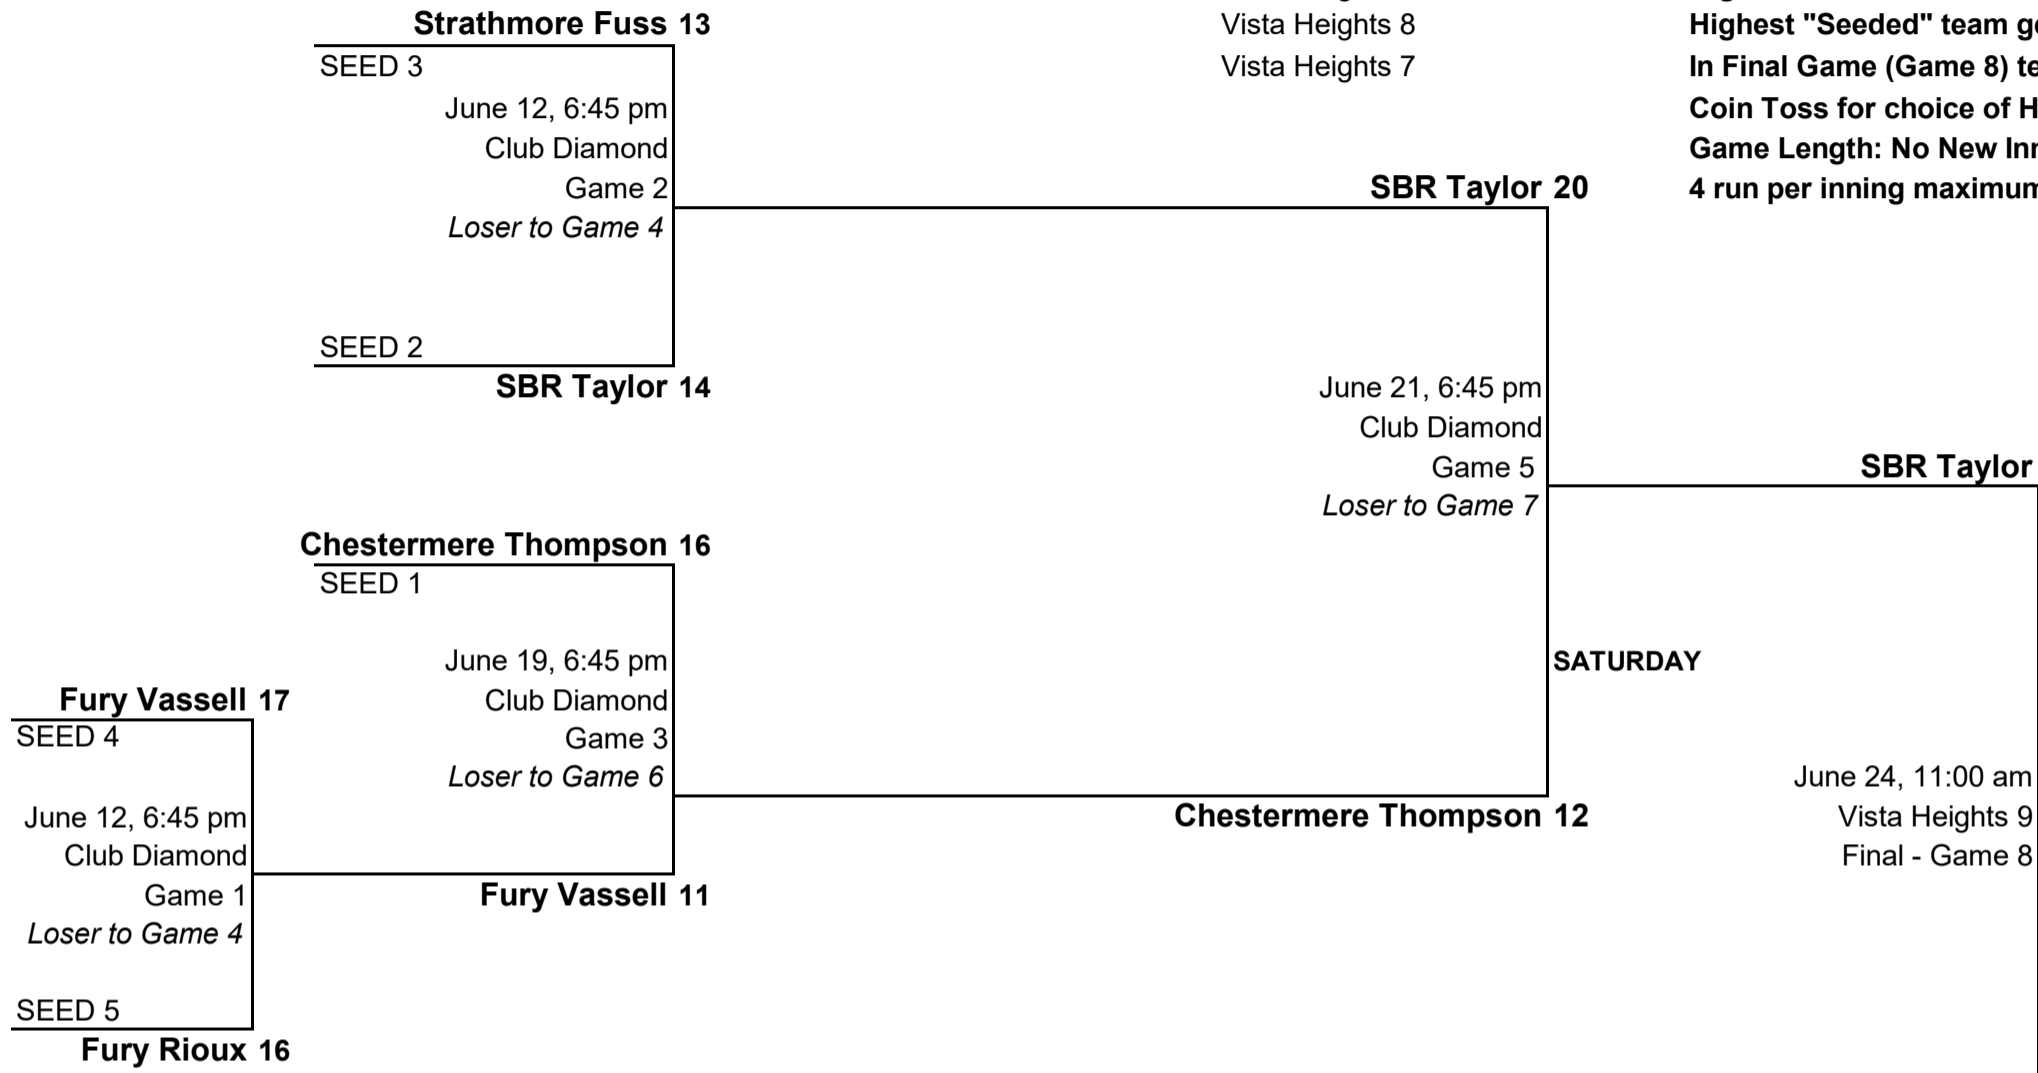 Strathmore Fuss 13
SEED 3
June 12, 6:45 pm
Club Diamond
Game 2
Loser to Game 4
SEED 2
SBR Taylor 14
Vista Heights 8
Vista Heights 7
Highest "Seeded" team
In Final Game (Game 8)
Coin Toss for choice of
Game Length: No New
4 run per inning
SBR Taylor 20
June 21, 6:45 pm
Club Diamond
Game 5
Loser to Game 7
SBR Taylor
Chestermere Thompson 16
SEED 1
June 19, 6:45 pm
Club Diamond
Game 3
Loser to Game 6
SATURDAY
Fury Vassell 17
SEED 4
June 12, 6:45 pm
Club Diamond
Game 1
Loser to Game 4
SEED 5
Fury Rioux 16
Fury Vassell 11
Chestermere Thompson 12
June 24, 11:00 am
Vista Heights 9
Final - Game 8